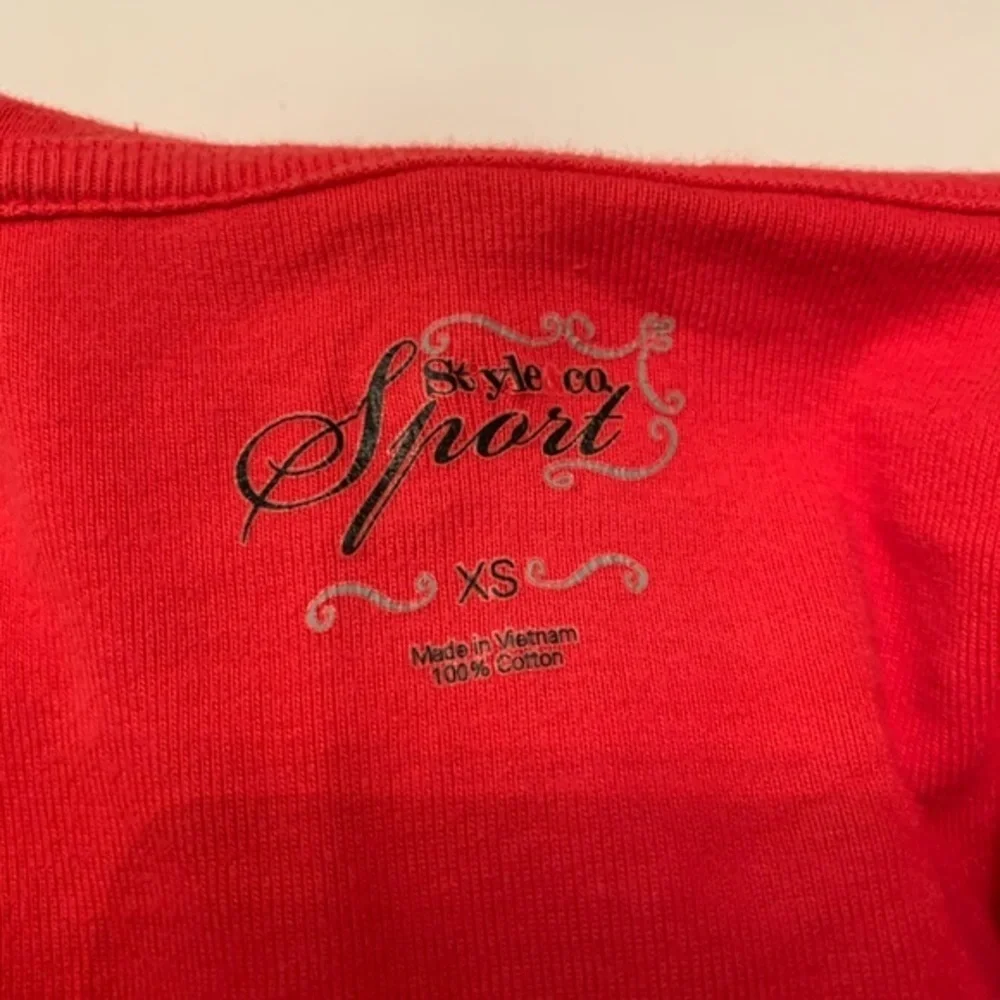 Style co.
Sport
XS
Made in Vietnam
100% Cotton